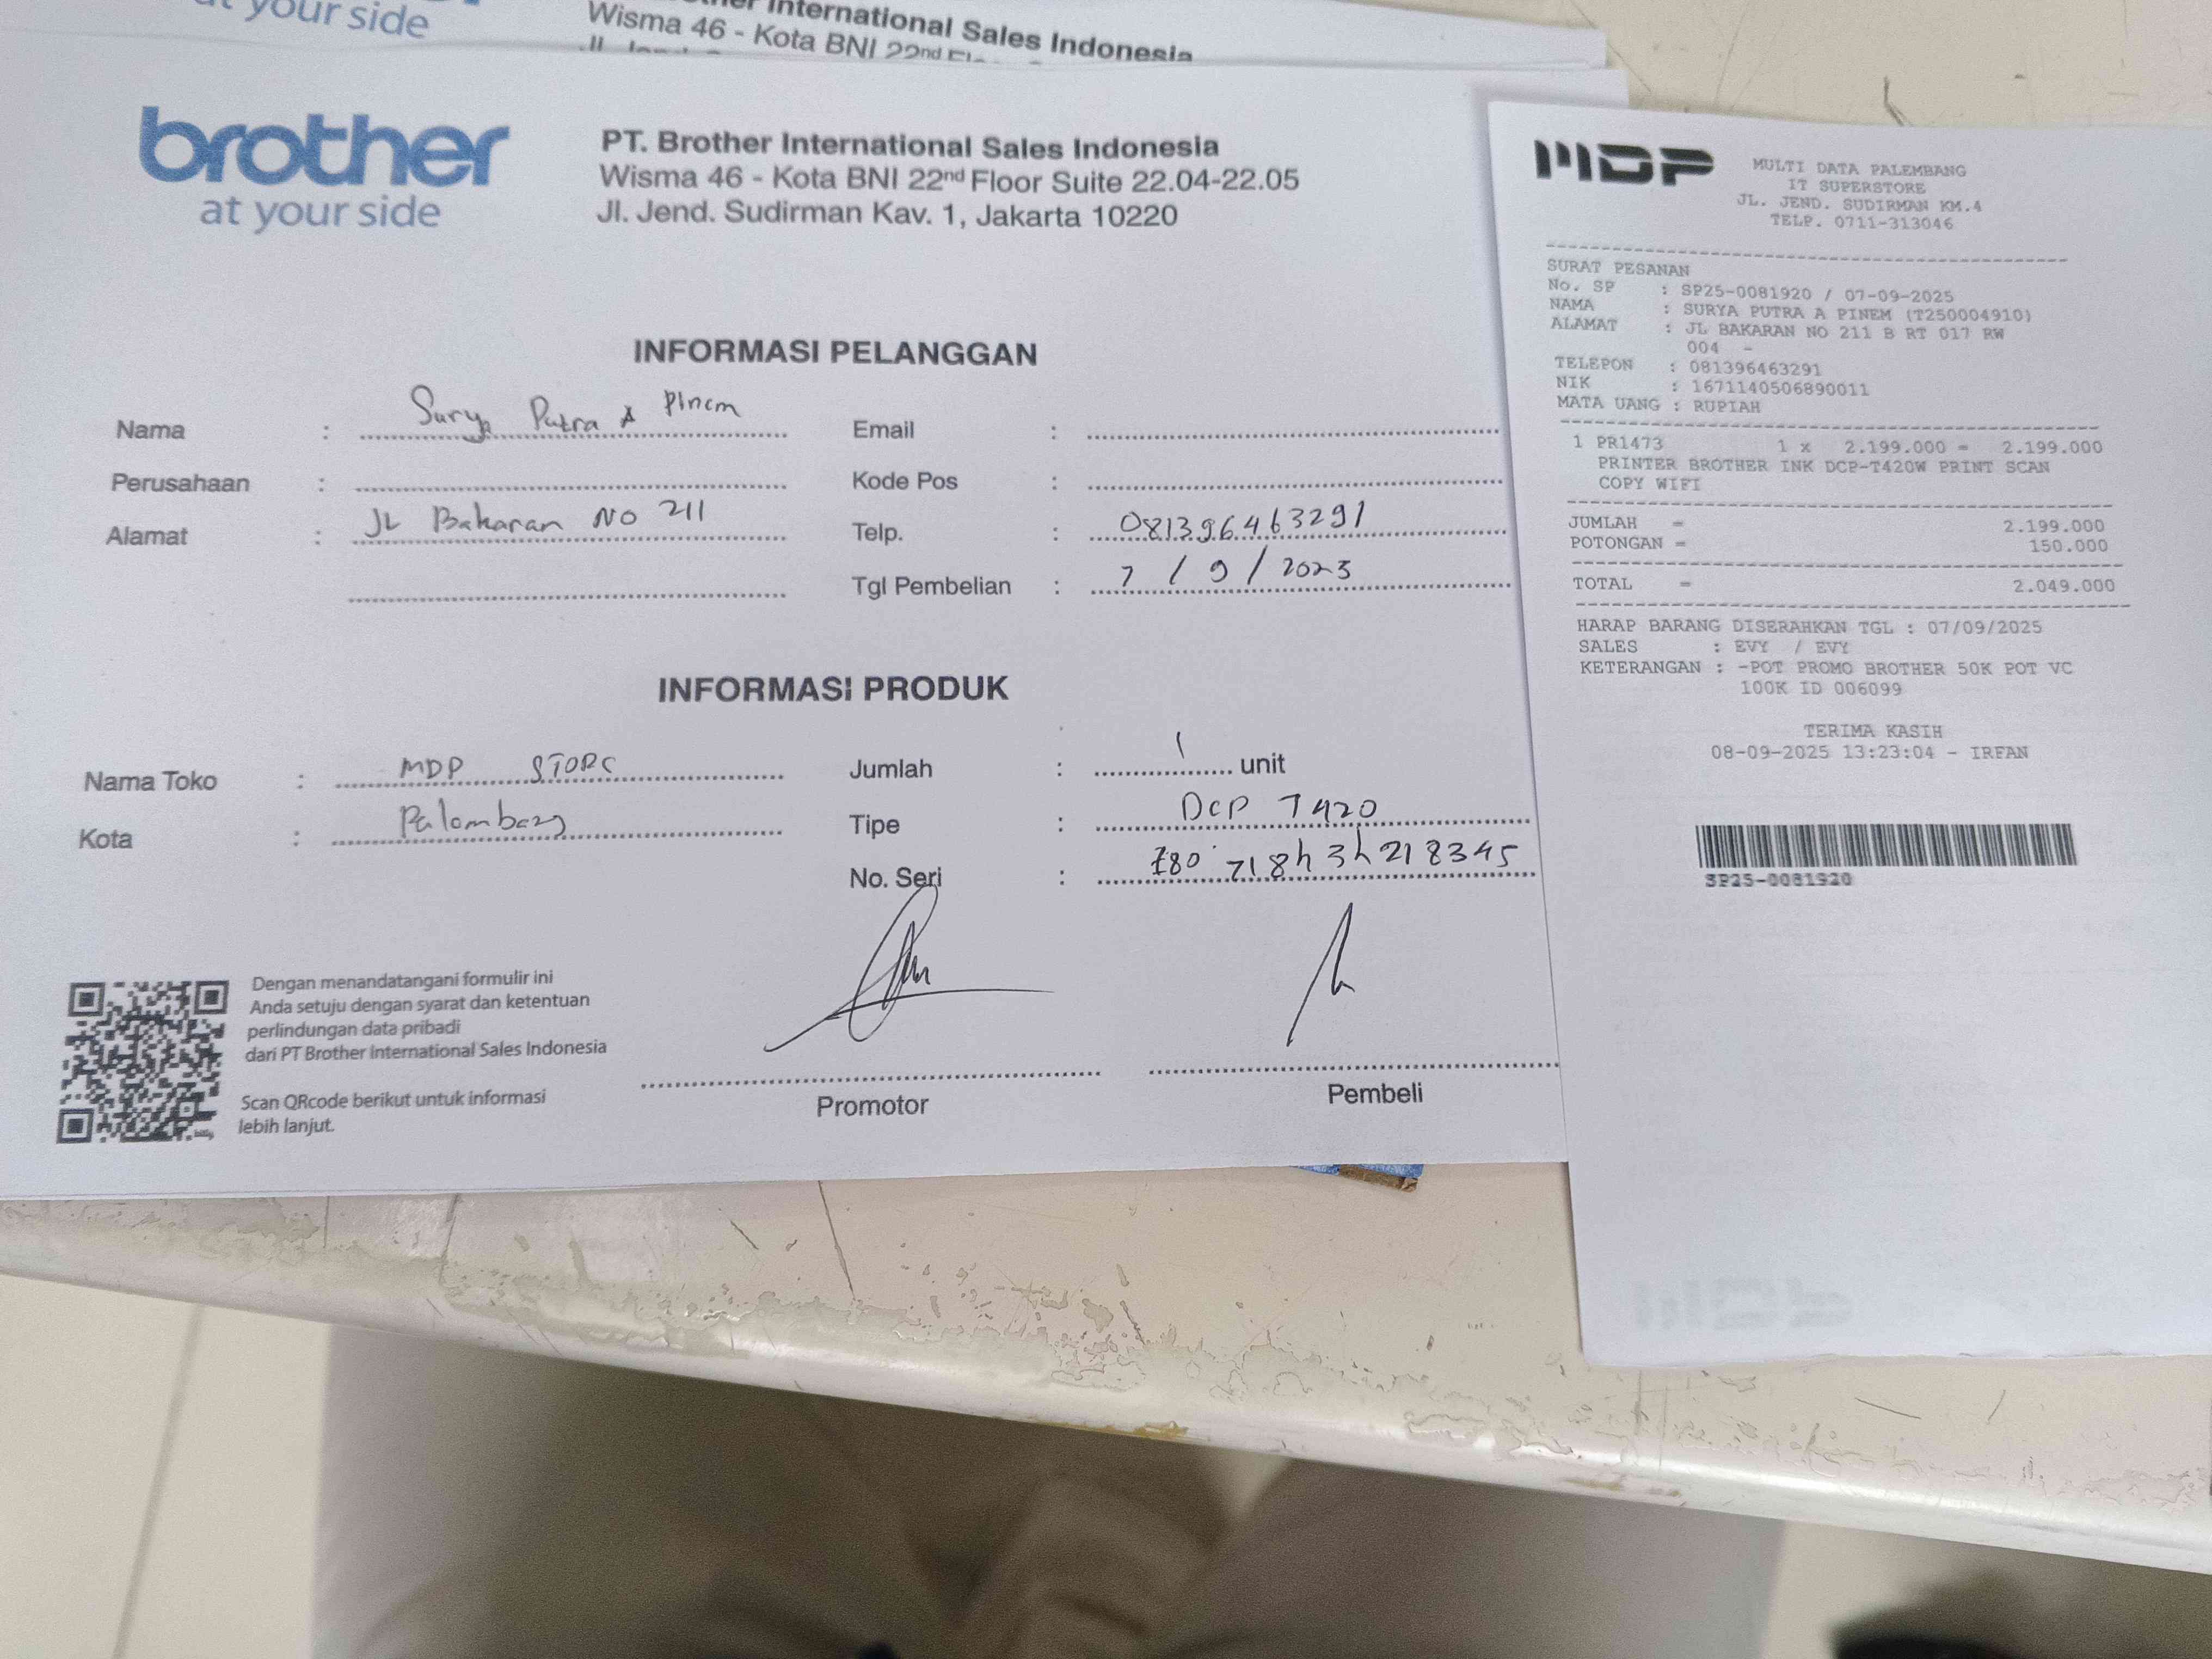 your side
International Sales Indonesia
Wisma 46 - Kota BNI 22nd
brother
at your side
PT. Brother International Sales Indonesia
Wisma 46 - Kota BNI 22nd Floor Suite 22.04-22.05
Jl. Jend. Sudirman Kav. 1, Jakarta 10220
INFORMASI PELANGGAN
Nama : Surya Putra A Pinem
Perusahaan :
Alamat : JL Bakaran NO 211
Email :
Kode Pos :
Telp. : 081396463291
Tgl Pembelian : 7 / 9 / 2025
INFORMASI PRODUK
Nama Toko : MDP STORE
Kota : Palembang
Jumlah : 1 unit
Tipe : DCP T420
No. Seri :
Dengan menandatangani formulir ini
Anda setuju dengan syarat dan ketentuan
perlindungan data pribadi
dari PT Brother International Sales Indonesia
Scan QRcode berikut untuk informasi
lebih lanjut.
Promotor
Pembeli
MDP
MULTI DATA PALEMBANG
IT SUPERSTORE
JL. JEND. SUDIRMAN KM.4
TELP. 0711-313046
SURAT PESANAN
No. SP : SP25-0081920 / 07-09-2025
NAMA : SURYA PUTRA A PINEM (T250004910)
ALAMAT : JL BAKARAN NO 211 B RT 017 RW
004 -
TELEPON : 081396463291
NIK : 1671140506890011
MATA UANG : RUPIAH
1 PR1473 1 x 2.199.000 = 2.199.000
PRINTER BROTHER INK DCP-T420W PRINT SCAN
COPY WIFI
JUMLAH = 2.199.000
POTONGAN = 150.000
TOTAL = 2.049.000
HARAP BARANG DISERAHKAN TGL : 07/09/2025
SALES : EVY / EVY
KETERANGAN : -POT PROMO BROTHER 50K POT VC
100K ID 006099
TERIMA KASIH
08-09-2025 13:23:04 - IRFAN
SP25-0081920